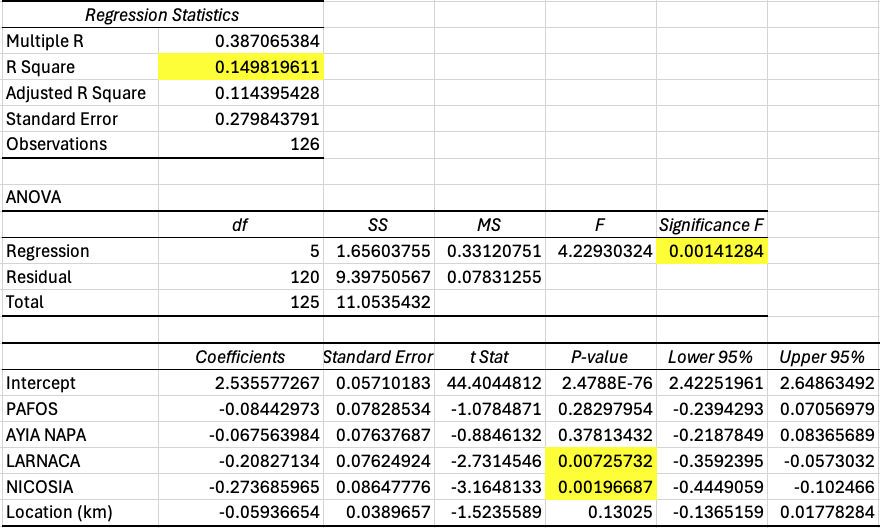 Regression Statistics
Multiple R 0.387065384
R Square 0.149819611
Adjusted R Square 0.114395428
Standard Error 0.279843791
Observations 126
ANOVA
df SS MS F Significance F
Regression 5 1.65603755 0.33120751 4.22930324 0.00141284
Residual 120 9.39750567 0.07831255
Total 125 11.0535432
Coefficients Standard Error t Stat P-value Lower 95% Upper 95%
Intercept 2.535577267 0.05710183 44.4044812 2.4788E-76 2.42251961 2.64863492
PAFOS -0.08442973 0.07828534 -1.0784871 0.28297954 -0.2394293 0.07056979
AYIA NAPA -0.067563984 0.07637687 -0.8846132 0.37813432 -0.2187849 0.08365689
LARNACA -0.20827134 0.07624924 -2.7314546 0.00725732 -0.3592395 -0.0573032
NICOSIA -0.273685965 0.08647776 -3.1648133 0.00196687 -0.4449059 -0.102466
Location (km) -0.05936654 0.0389657 -1.5235589 0.13025 -0.1365159 0.01778284